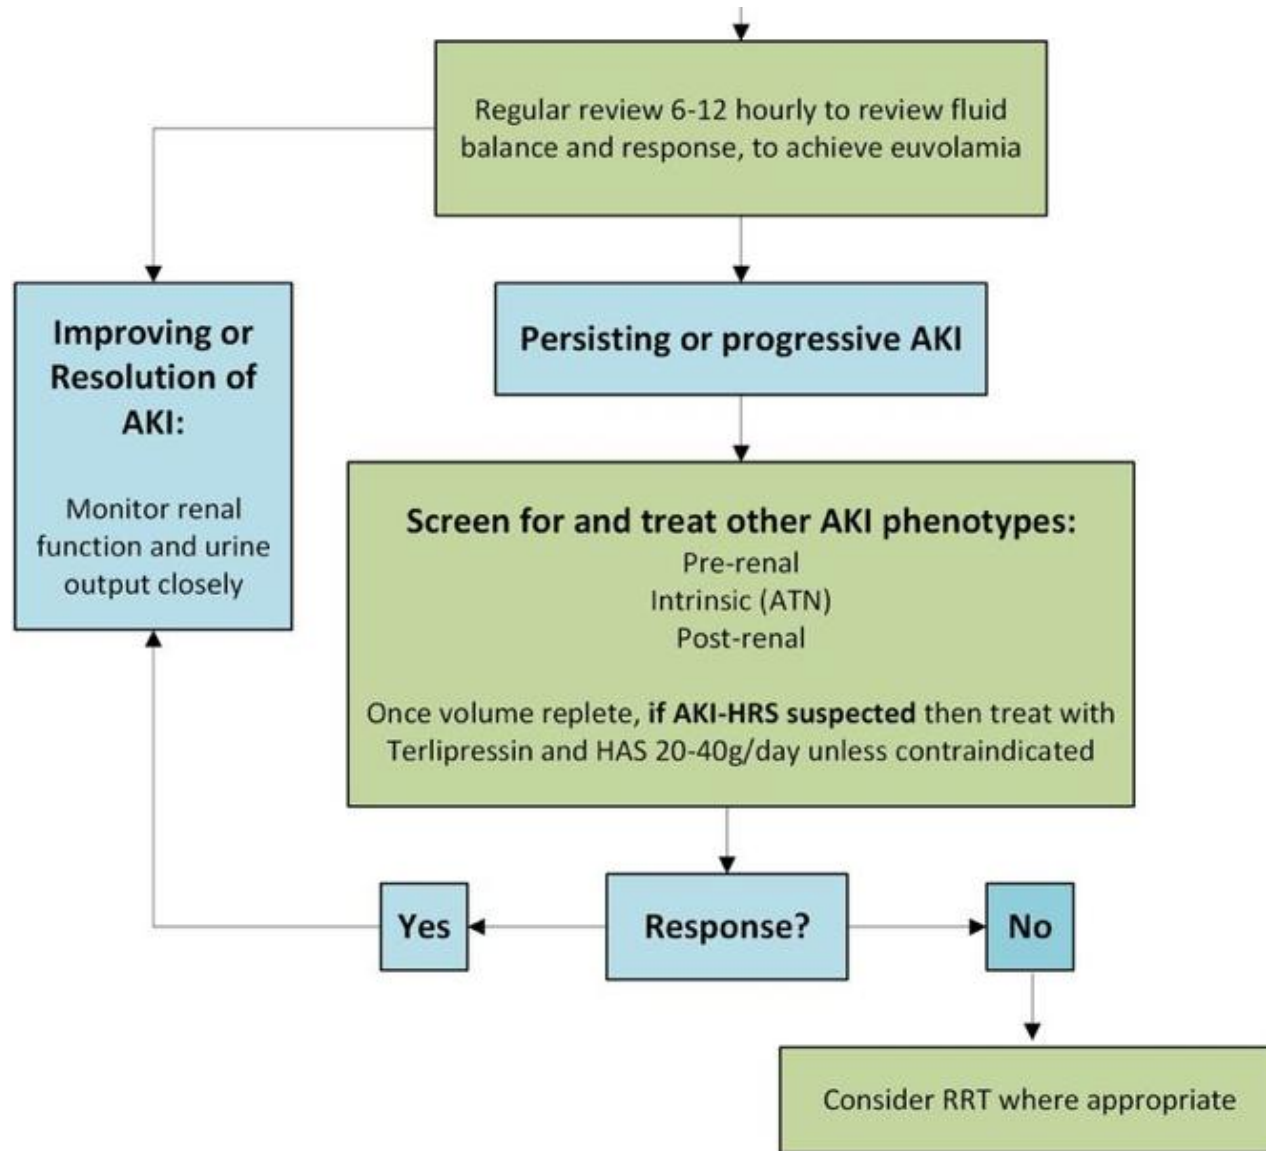 Regular review 6-12 hourly to review fluid
balance and response, to achieve euvolamia
Improving or
Resolution of
AKI:
Monitor renal
function and urine
output closely
Persisting or progressive AKI
Screen for and treat other AKI phenotypes:
Pre-renal
Intrinsic (ATN)
Post-renal
Once volume replete, if AKI-HRS suspected then treat with
Terlipressin and HAS 20-40g/day unless contraindicated
Yes
Response?
No
Consider RRT where appropriate